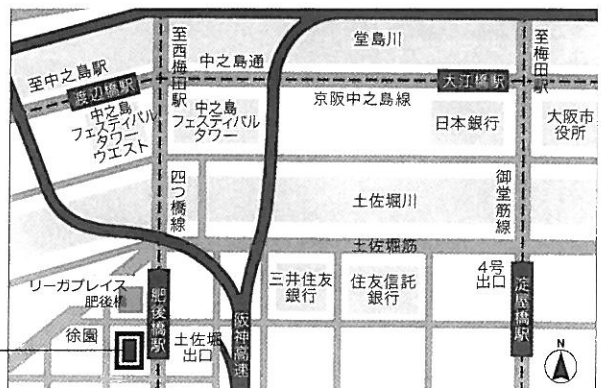 堂島川
至梅田駅
至西梅田駅
中之島通
至中之島駅
渡辺橋駅
大江橋駅
京阪中之島線
中之島
フェスティバル
タワー
ウエスト
中之島
フェスティバル
タワー
日本銀行
大阪市
役所
四つ橋線
御堂筋線
土佐堀川
土佐堀筋
リーガプレイス
肥後橋
肥後橋駅
三井住友
銀行
住友信託
銀行
4号
出口
淀屋橋駅
徐園
土佐堀
出口
阪神高速
N